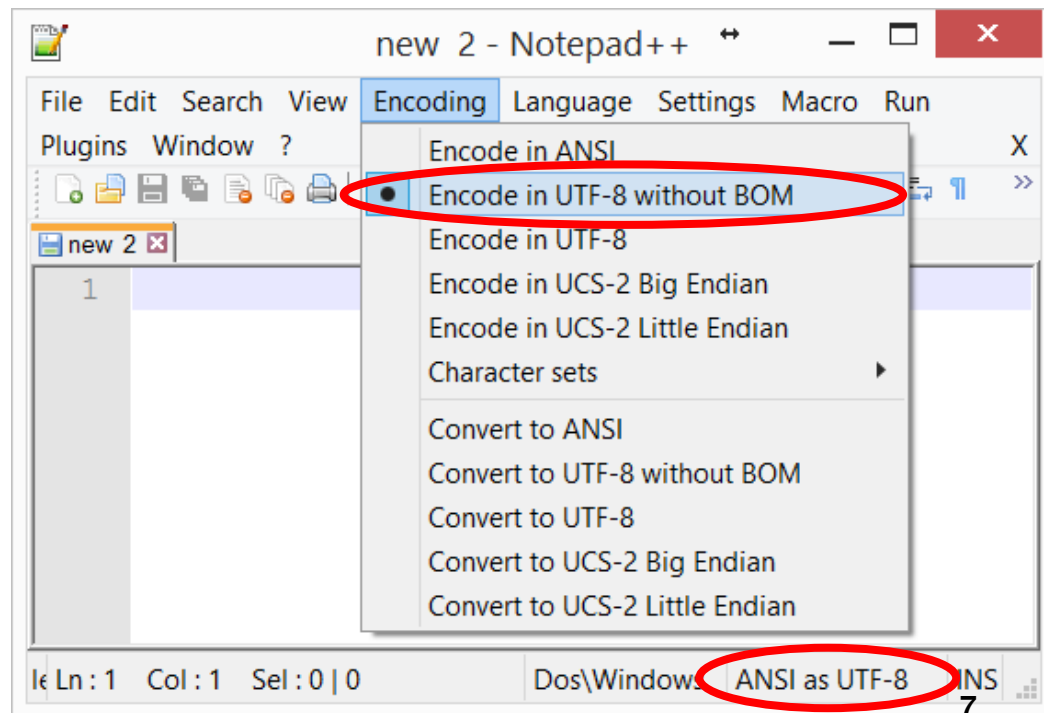 new 2 - Notepad++
File Edit Search View Encoding Language Settings Macro Run
Plugins Window ? X
Encode in ANSI
Encode in UTF-8 without BOM
new 2
Encode in UTF-8
1
Encode in UCS-2 Big Endian
Encode in UCS-2 Little Endian
Character sets
Convert to ANSI
Convert to UTF-8 without BOM
Convert to UTF-8
Convert to UCS-2 Big Endian
Convert to UCS-2 Little Endian
Ln : 1 Col : 1 Sel : 0 | 0 Dos\Windows ANSI as UTF-8 INS
7